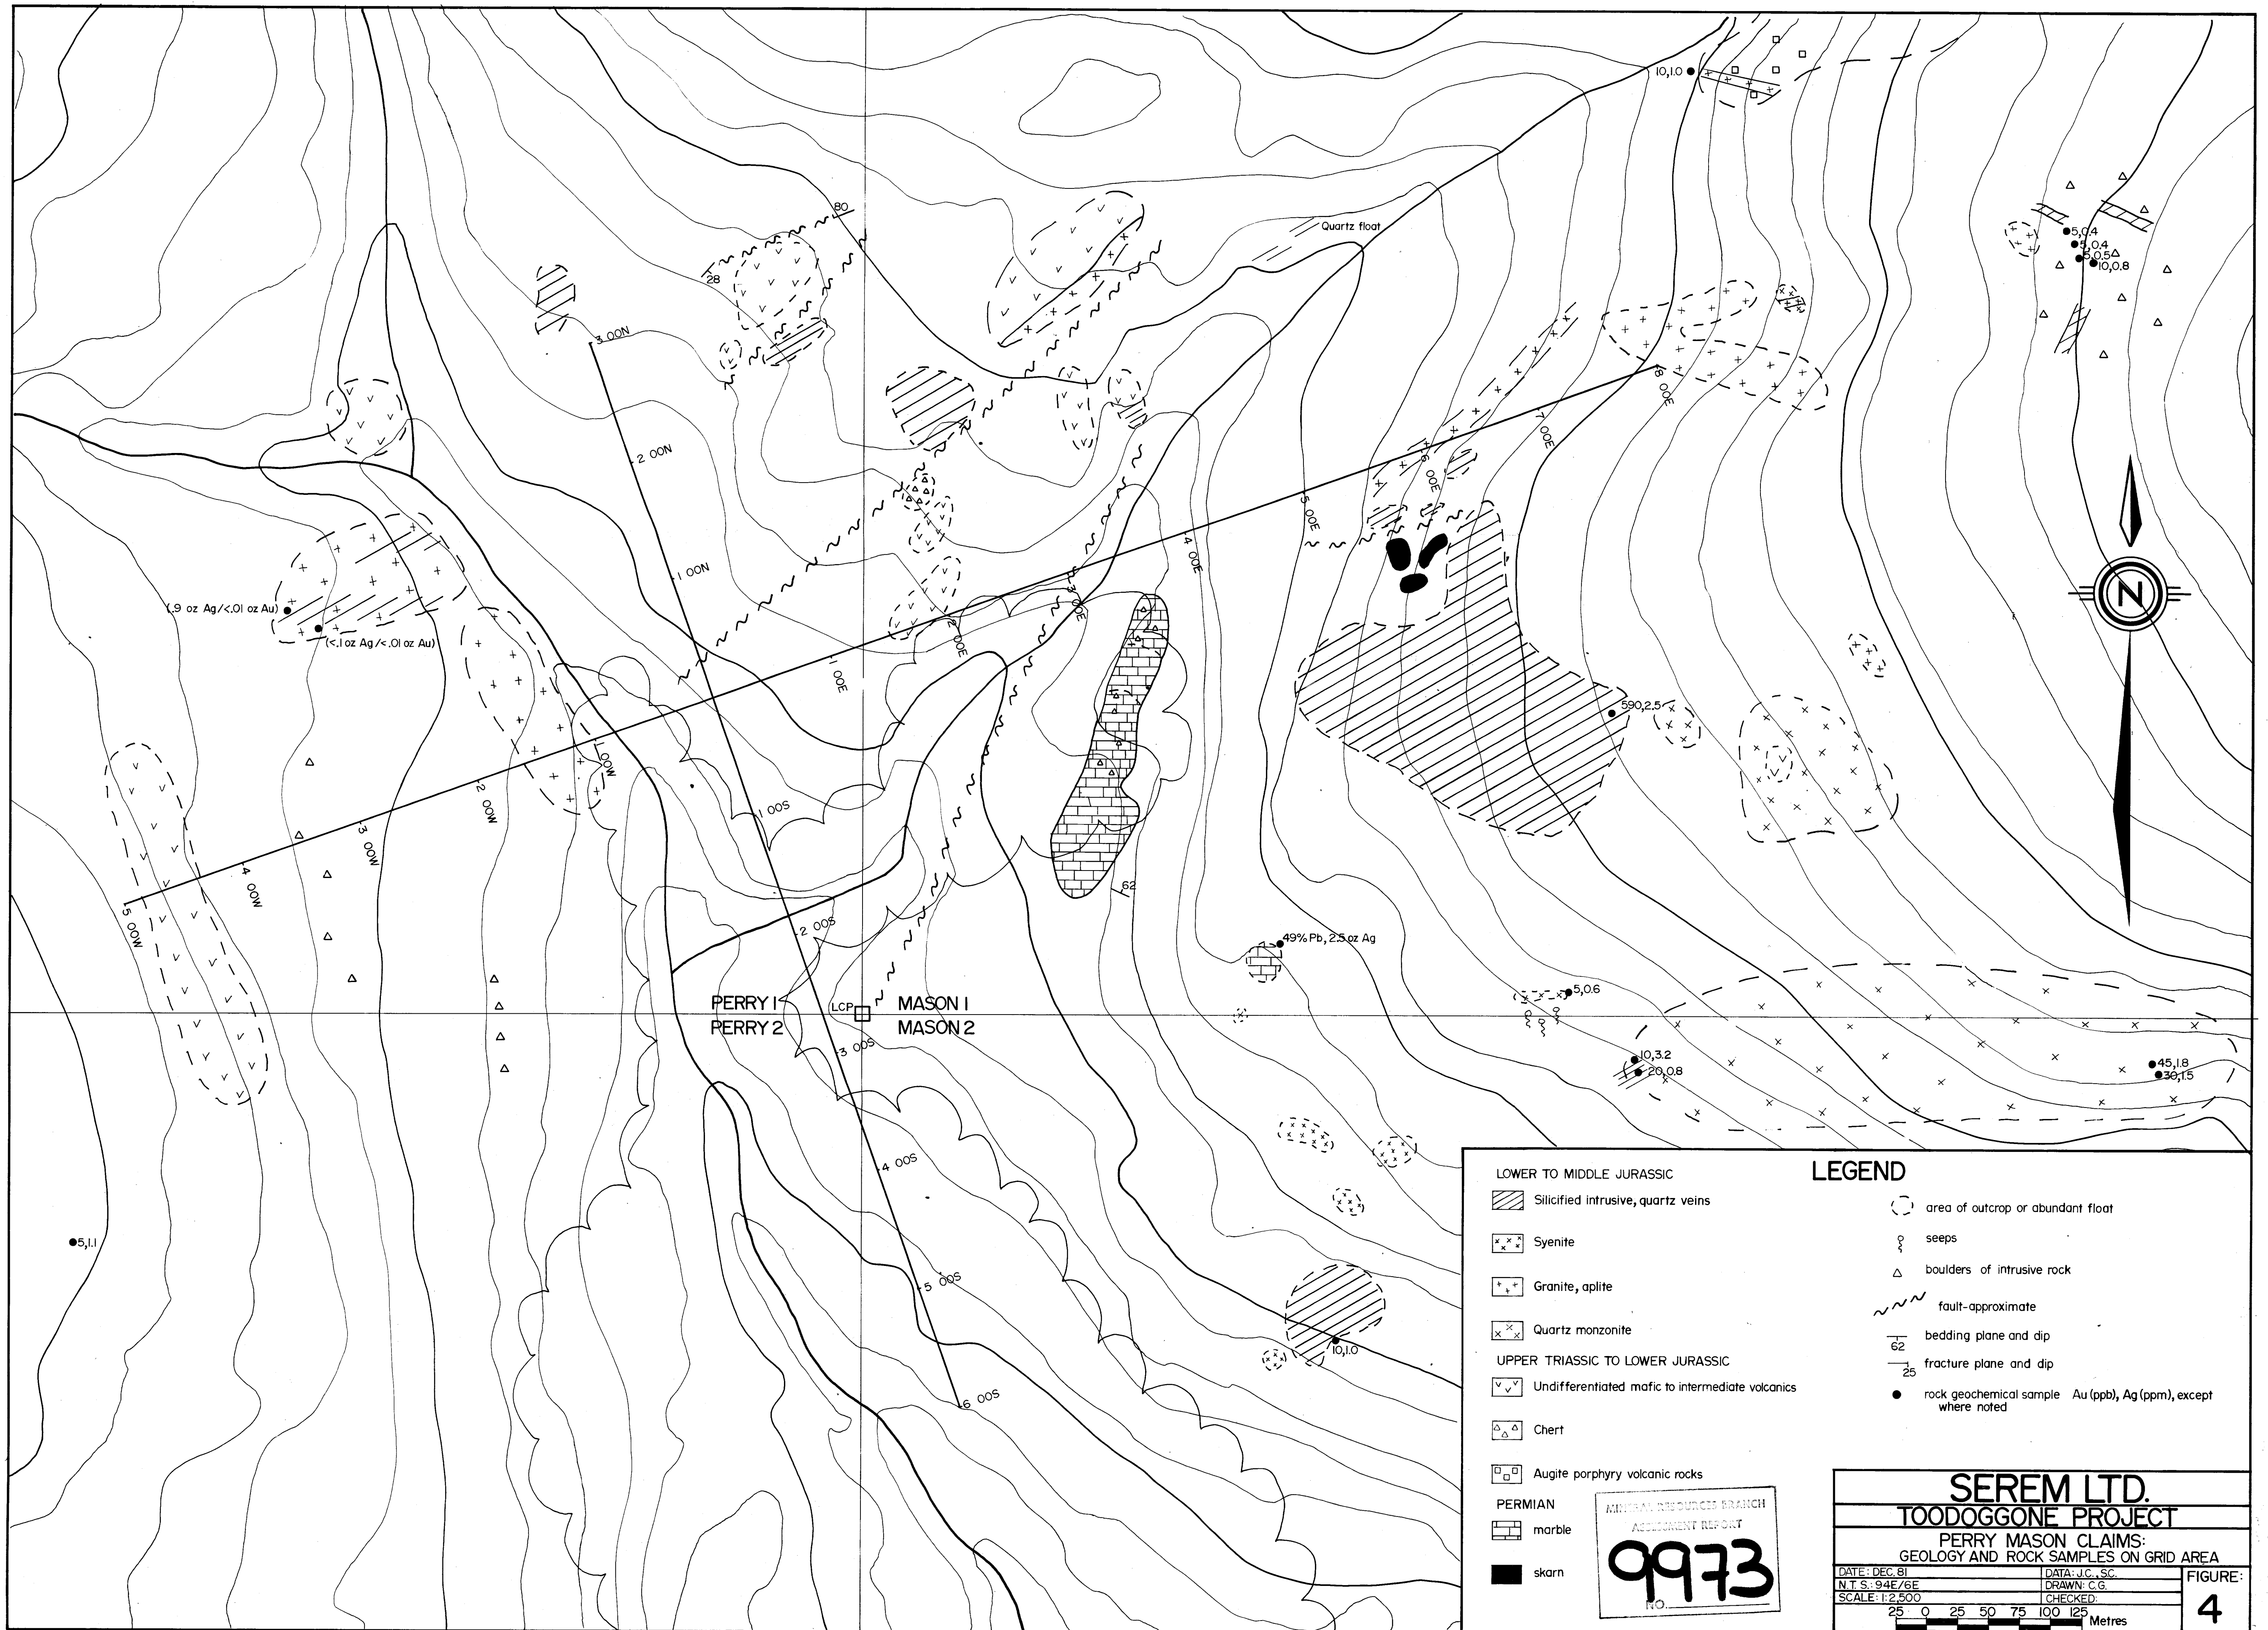 10,1.0
80
Quartz float
28
5,0.4
5,0.4
5,0.5
10,0.8
3 00N
8 00E
7 00E
2 00N
6 00E
5 00E
4 00E
1 00N
3 00E
N
(.9 oz Ag/<.01 oz Au)
(<.1 oz Ag/<.01 oz Au)
2 00E
1 00E
590,2.5
1 00W
2 00W
1 00S
3 00W
4 00W
5 00W
62
2 00S
49% Pb, 2.5 oz Ag
5,0.6
PERRY 1
LCP
MASON 1
PERRY 2
MASON 2
3 00S
10,3.2
20,0.8
45,1.8
30,1.5
4 00S
5,1.1
5 00S
10,1.0
6 00S
LEGEND
LOWER TO MIDDLE JURASSIC
Silicified intrusive, quartz veins
Syenite
Granite, aplite
Quartz monzonite
UPPER TRIASSIC TO LOWER JURASSIC
Undifferentiated mafic to intermediate volcanics
Chert
Augite porphyry volcanic rocks
PERMIAN
marble
skarn
area of outcrop or abundant float
seeps
boulders of intrusive rock
fault-approximate
bedding plane and dip
62
fracture plane and dip
25
rock geochemical sample Au (ppb), Ag (ppm), except
where noted
MINERAL RESOURCES BRANCH
ASSESSMENT REPORT
9973
NO.
SEREM LTD.
TOODOGGONE PROJECT
PERRY MASON CLAIMS:
GEOLOGY AND ROCK SAMPLES ON GRID AREA
DATE: DEC. 81
DATA: J.C., S.C.
FIGURE:
N.T.S.: 94E/6E
DRAWN: C.G.
4
SCALE: 1:2,500
CHECKED:
25 0 25 50 75 100 125 Metres